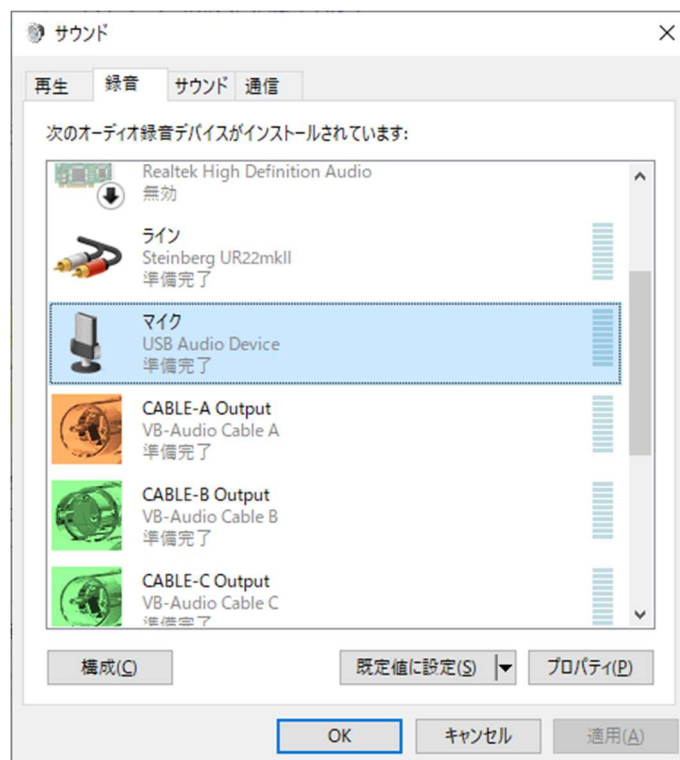 サウンド
再生
録音
サウンド
通信
次のオーディオ録音デバイスがインストールされています:
Realtek High Definition Audio
無効
ライン
Steinberg UR22mkII
準備完了
マイク
USB Audio Device
準備完了
CABLE-A Output
VB-Audio Cable A
準備完了
CABLE-B Output
VB-Audio Cable B
準備完了
CABLE-C Output
VB-Audio Cable C
準備完了
構成(C)
既定値に設定(S)
プロパティ(P)
OK
キャンセル
適用(A)